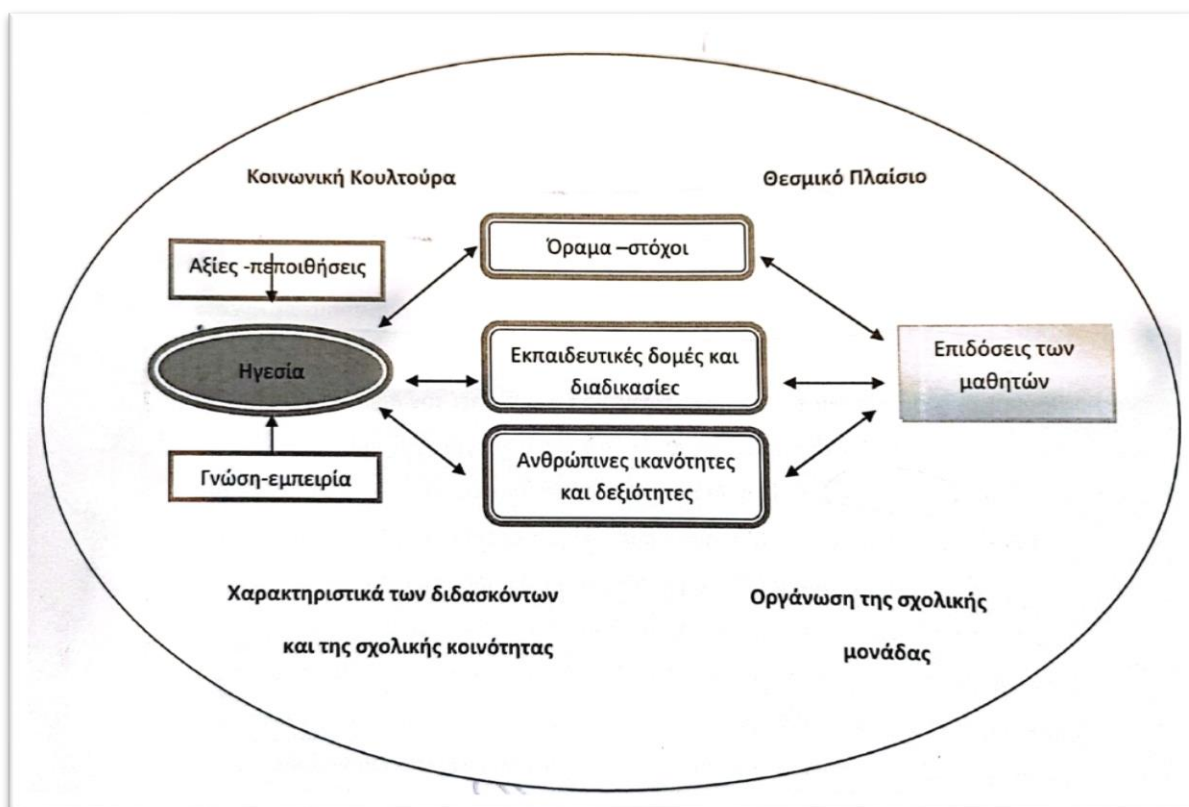 Κοινωνική Κουλτούρα
Θεσμικό Πλαίσιο
Αξίες -πεποιθήσεις
Όραμα –στόχοι
Ηγεσία
Εκπαιδευτικές δομές και
διαδικασίες
Επιδόσεις των
μαθητών
Γνώση-εμπειρία
Ανθρώπινες ικανότητες
και δεξιότητες
Χαρακτηριστικά των διδασκόντων
και της σχολικής κοινότητας
Οργάνωση της σχολικής
μονάδας